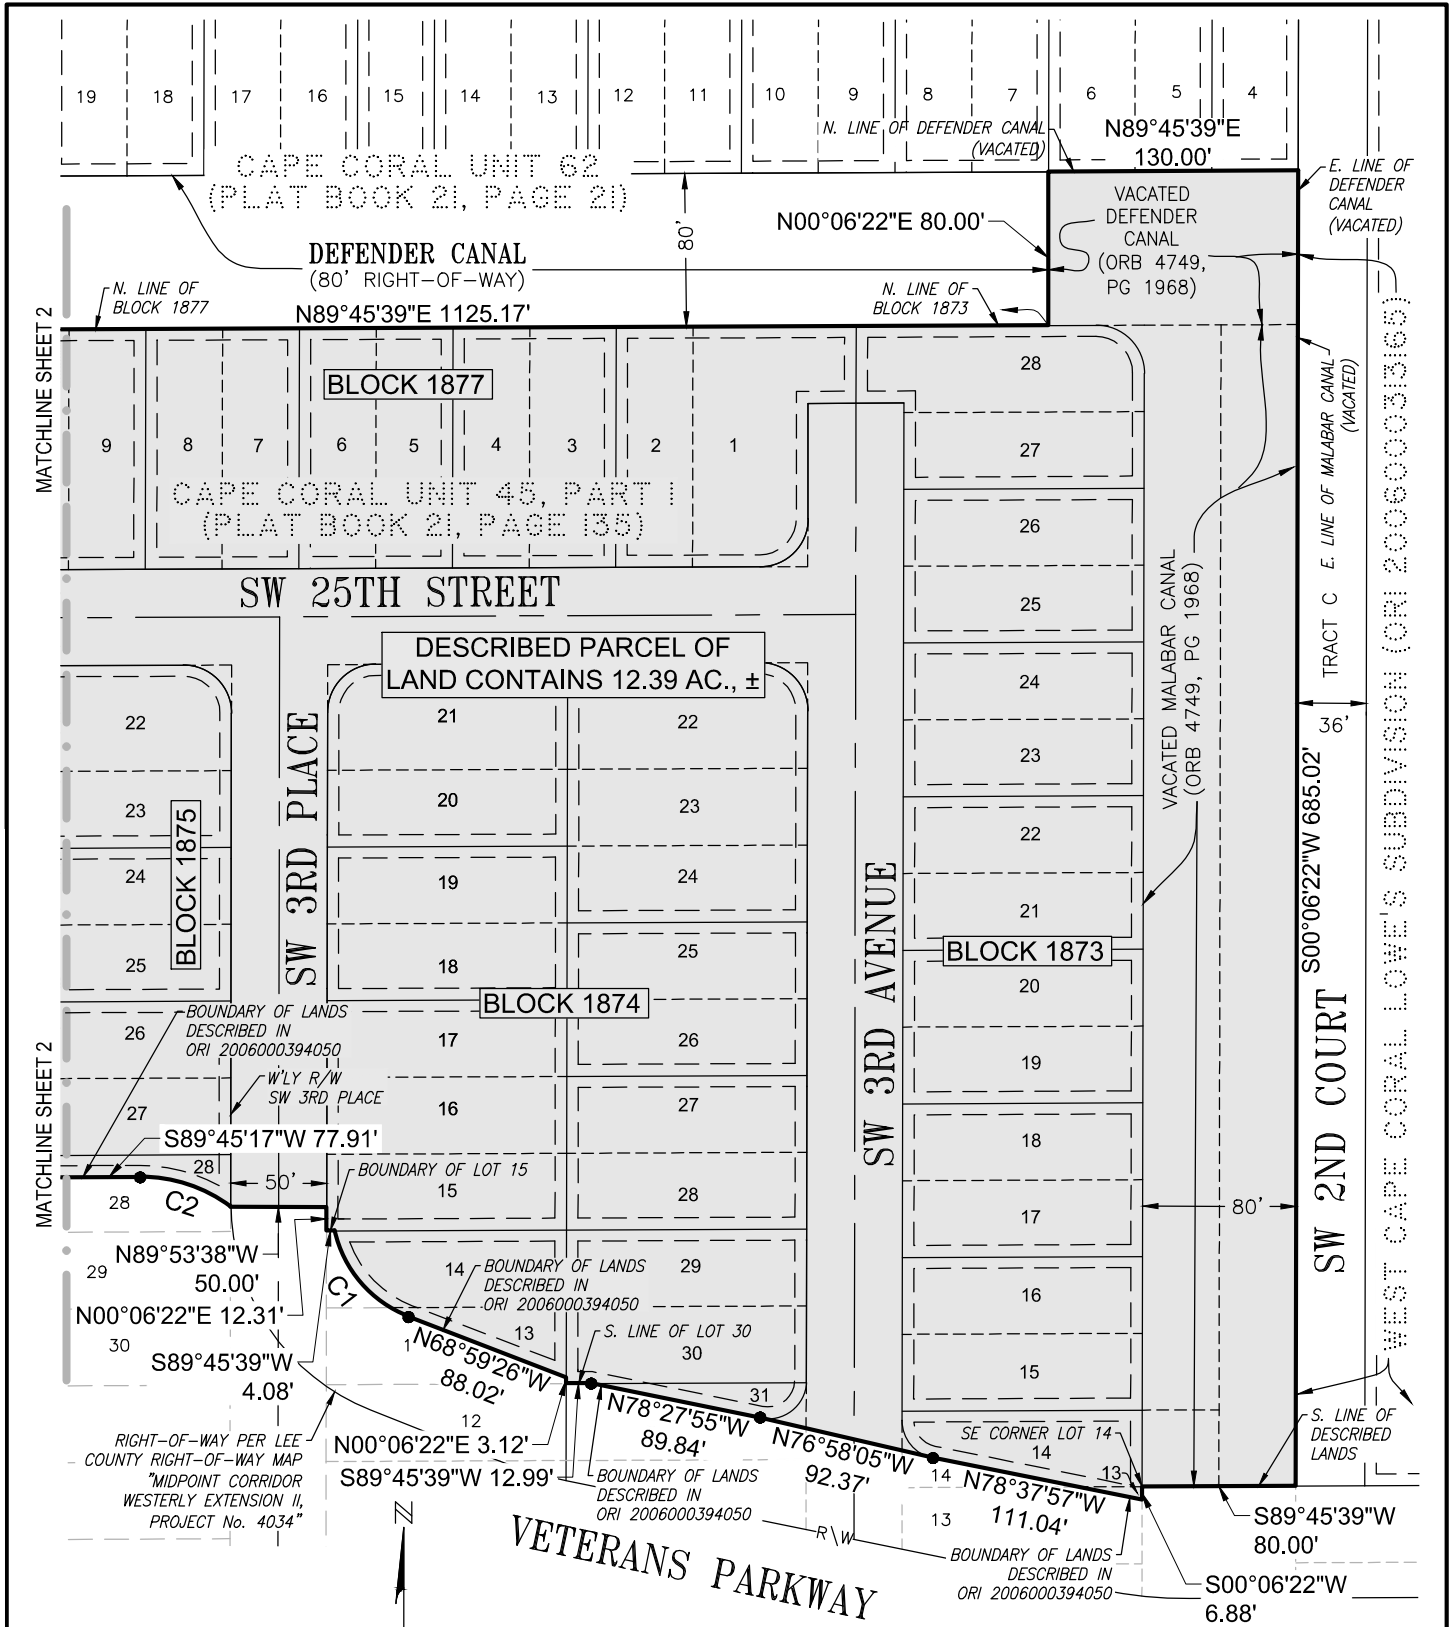 19 18 17 16 15 14 13 12 11 10 9 8 7 6 5 4
N. LINE OF DEFENDER CANAL
(VACATED)
N89°45'39"E
130.00'
CAPE CORAL UNIT 62
(PLAT BOOK 21, PAGE 21)
E. LINE OF
DEFENDER
CANAL
(VACATED)
VACATED
DEFENDER
CANAL
(ORB 4749,
PG 1968)
N00°06'22"E 80.00'
80'
DEFENDER CANAL
(80' RIGHT-OF-WAY)
N. LINE OF
BLOCK 1877
N89°45'39"E 1125.17'
N. LINE OF
BLOCK 1873
MATCHLINE SHEET 2
BLOCK 1877
9 8 7 6 5 4 3 2 1
28
27
CAPE CORAL UNIT 45, PART 1
(PLAT BOOK 21, PAGE 135)
E. LINE OF MALABAR CANAL
(VACATED)
TRACT C
36'
WEST CAPE CORAL LOWE'S SUBDIVISION (ORI 2006000033165)
SW 25TH STREET
DESCRIBED PARCEL OF
LAND CONTAINS 12.39 AC., ±
26
25
24
23
22
21
20
19
18
17
16
15
VACATED MALABAR CANAL
(ORB 4749, PG 1968)
S00°06'22"W 685.02'
22
23
24
25
26
27
28
28
29
30
BLOCK 1875
SW 3RD PLACE
21
20
19
18
17
16
15
14
13
22
23
24
25
26
27
28
29
30
31
BLOCK 1874
SW 3RD AVENUE
BLOCK 1873
SW 2ND COURT
80'
BOUNDARY OF LANDS
DESCRIBED IN
ORI 2006000394050
W'LY R/W
SW 3RD PLACE
MATCHLINE SHEET 2
S89°45'17"W 77.91'
50'
BOUNDARY OF LOT 15
C2
N89°53'38"W
50.00'
N00°06'22"E 12.31'
C1
S89°45'39"W
4.08'
BOUNDARY OF LANDS
DESCRIBED IN
ORI 2006000394050
S. LINE OF LOT 30
1
N68°59'26"W
88.02'
12
N00°06'22"E 3.12'
S89°45'39"W 12.99'
N78°27'55"W
89.84'
N76°58'05"W
92.37'
SE CORNER LOT 14
14
13
14
13
N78°37'57"W
111.04'
S. LINE OF
DESCRIBED
LANDS
S89°45'39"W
80.00'
S00°06'22"W
6.88'
RIGHT-OF-WAY PER LEE
COUNTY RIGHT-OF-WAY MAP
"MIDPOINT CORRIDOR
WESTERLY EXTENSION II,
PROJECT No. 4034"
BOUNDARY OF LANDS
DESCRIBED IN
ORI 2006000394050
R\W
BOUNDARY OF LANDS
DESCRIBED IN
ORI 2006000394050
N
VETERANS PARKWAY